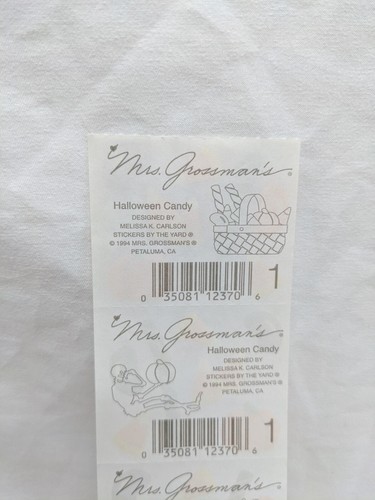 Mrs. Grossman's®
Halloween Candy
DESIGNED BY
MELISSA K. CARLSON
STICKERS BY THE YARD ®
© 1994 MRS. GROSSMAN'S ®
PETALUMA, CA
1
0 35081 12370 6
Mrs. Grossman's®
Halloween Candy
DESIGNED BY
MELISSA K. CARLSON
STICKERS BY THE YARD ®
© 1994 MRS. GROSSMAN'S ®
PETALUMA, CA
1
0 35081 12370 6
Mrs. Grossman's®